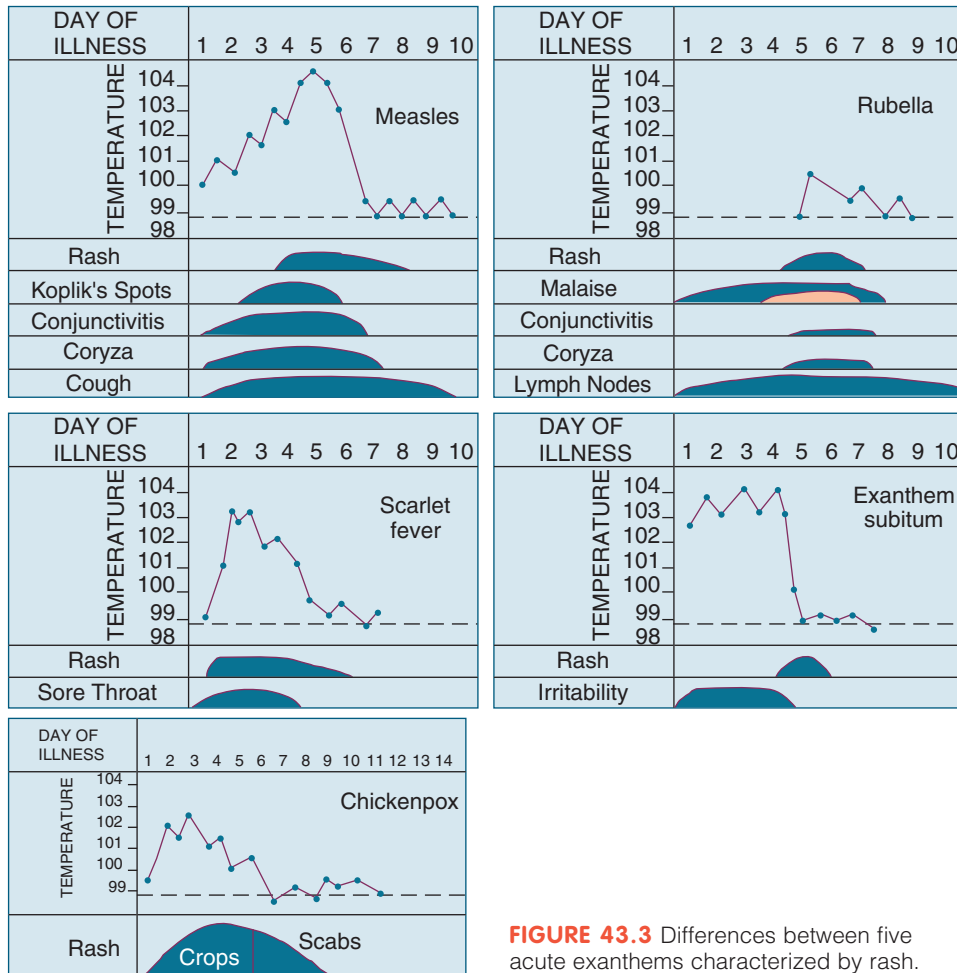 DAY OF
ILLNESS
1 2 3 4 5 6 7 8 9 10
TEMPERATURE
104
103
102
101
100
99
98
Measles
Rash
Koplik's Spots
Conjunctivitis
Coryza
Cough
DAY OF
ILLNESS
1 2 3 4 5 6 7 8 9 10
TEMPERATURE
104
103
102
101
100
99
98
Rubella
Rash
Malaise
Conjunctivitis
Coryza
Lymph Nodes
DAY OF
ILLNESS
1 2 3 4 5 6 7 8 9 10
TEMPERATURE
104
103
102
101
100
99
98
Scarlet
fever
Rash
Sore Throat
DAY OF
ILLNESS
1 2 3 4 5 6 7 8 9 10
TEMPERATURE
104
103
102
101
100
99
98
Exanthem
subitum
Rash
Irritability
DAY OF
ILLNESS
1 2 3 4 5 6 7 8 9 10 11 12 13 14
TEMPERATURE
104
103
102
101
100
99
Chickenpox
Rash
Crops
Scabs
FIGURE 43.3 Differences between five
acute exanthems characterized by rash.